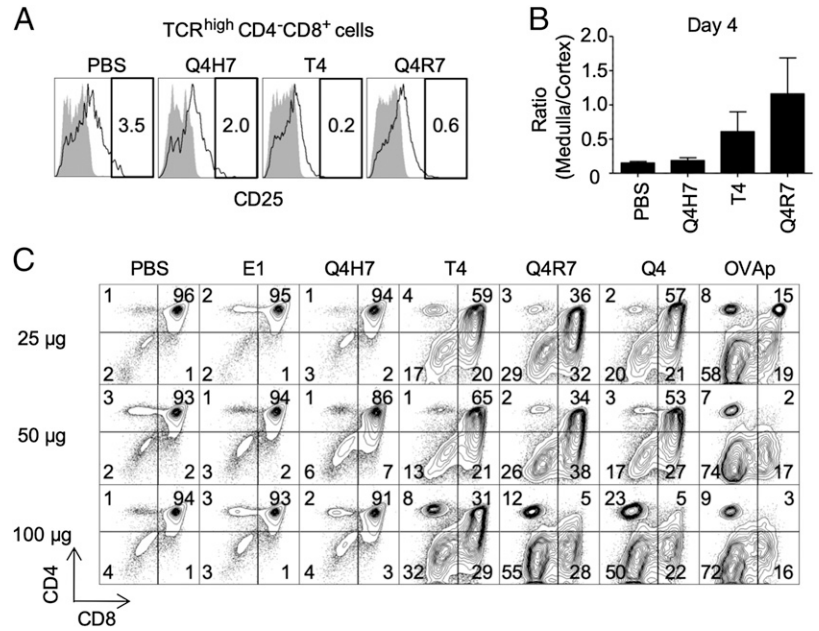 A
TCRhigh CD4-CD8+ cells
PBS Q4H7 T4 Q4R7
3.5 2.0 0.2 0.6
CD25
B
Day 4
Ratio
(Medulla/Cortex)
2.0
1.5
1.0
0.5
0
PBS
Q4H7
T4
Q4R7
C
PBS E1 Q4H7 T4 Q4R7 Q4 OVAp
25 µg
1 96 2 95 1 94 4 59 3 36 2 57 8 15
2 1 2 1 3 2 17 20 29 32 20 21 58 19
50 µg
3 93 1 94 1 86 1 65 2 34 3 53 7 2
2 2 3 2 6 7 13 21 26 38 17 27 74 17
100 µg
1 94 3 93 2 91 8 31 12 5 23 5 9 3
4 1 3 1 4 3 32 29 55 28 50 22 72 16
CD4
CD8